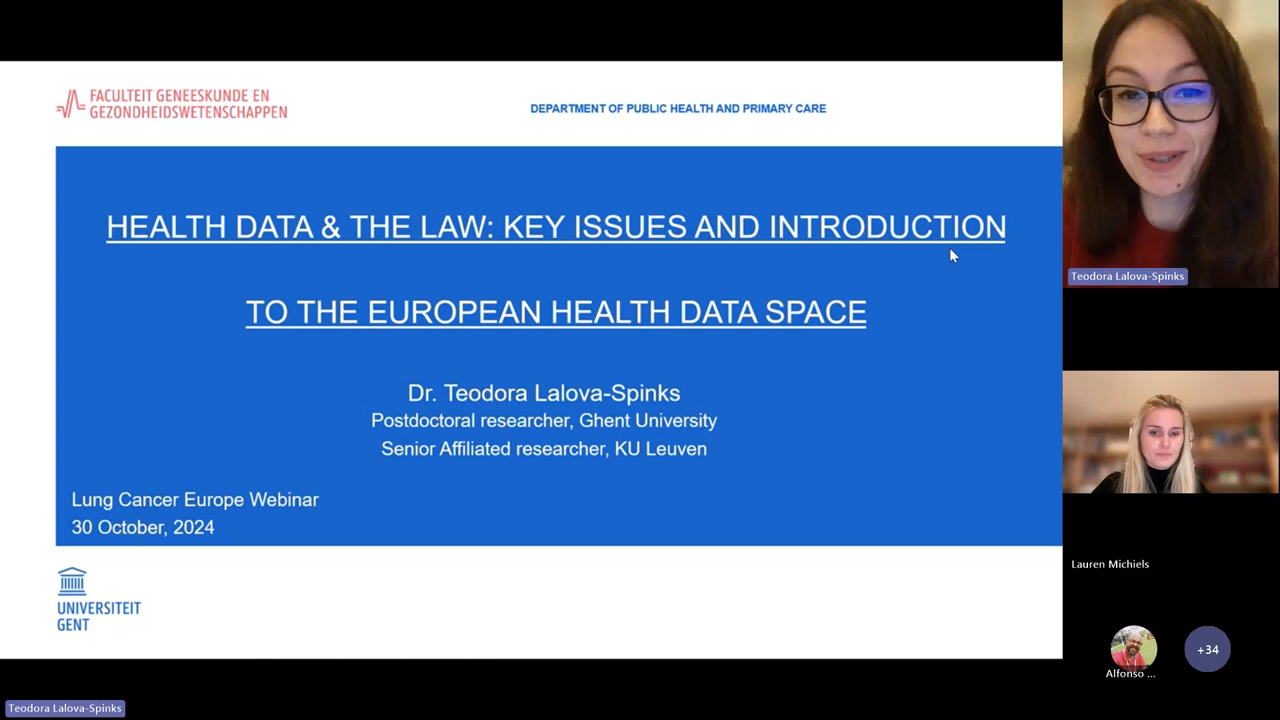 FACULTEIT GENEESKUNDE EN
GEZONDHEIDSWETENSCHAPPEN
DEPARTMENT OF PUBLIC HEALTH AND PRIMARY CARE
HEALTH DATA & THE LAW: KEY ISSUES AND INTRODUCTION
TO THE EUROPEAN HEALTH DATA SPACE
Dr. Teodora Lalova-Spinks
Postdoctoral researcher, Ghent University
Senior Affiliated researcher, KU Leuven
Lung Cancer Europe Webinar
30 October, 2024
UNIVERSITEIT
GENT
Teodora Lalova-Spinks
Lauren Michiels
Alfonso ...
+34
Teodora Lalova-Spinks